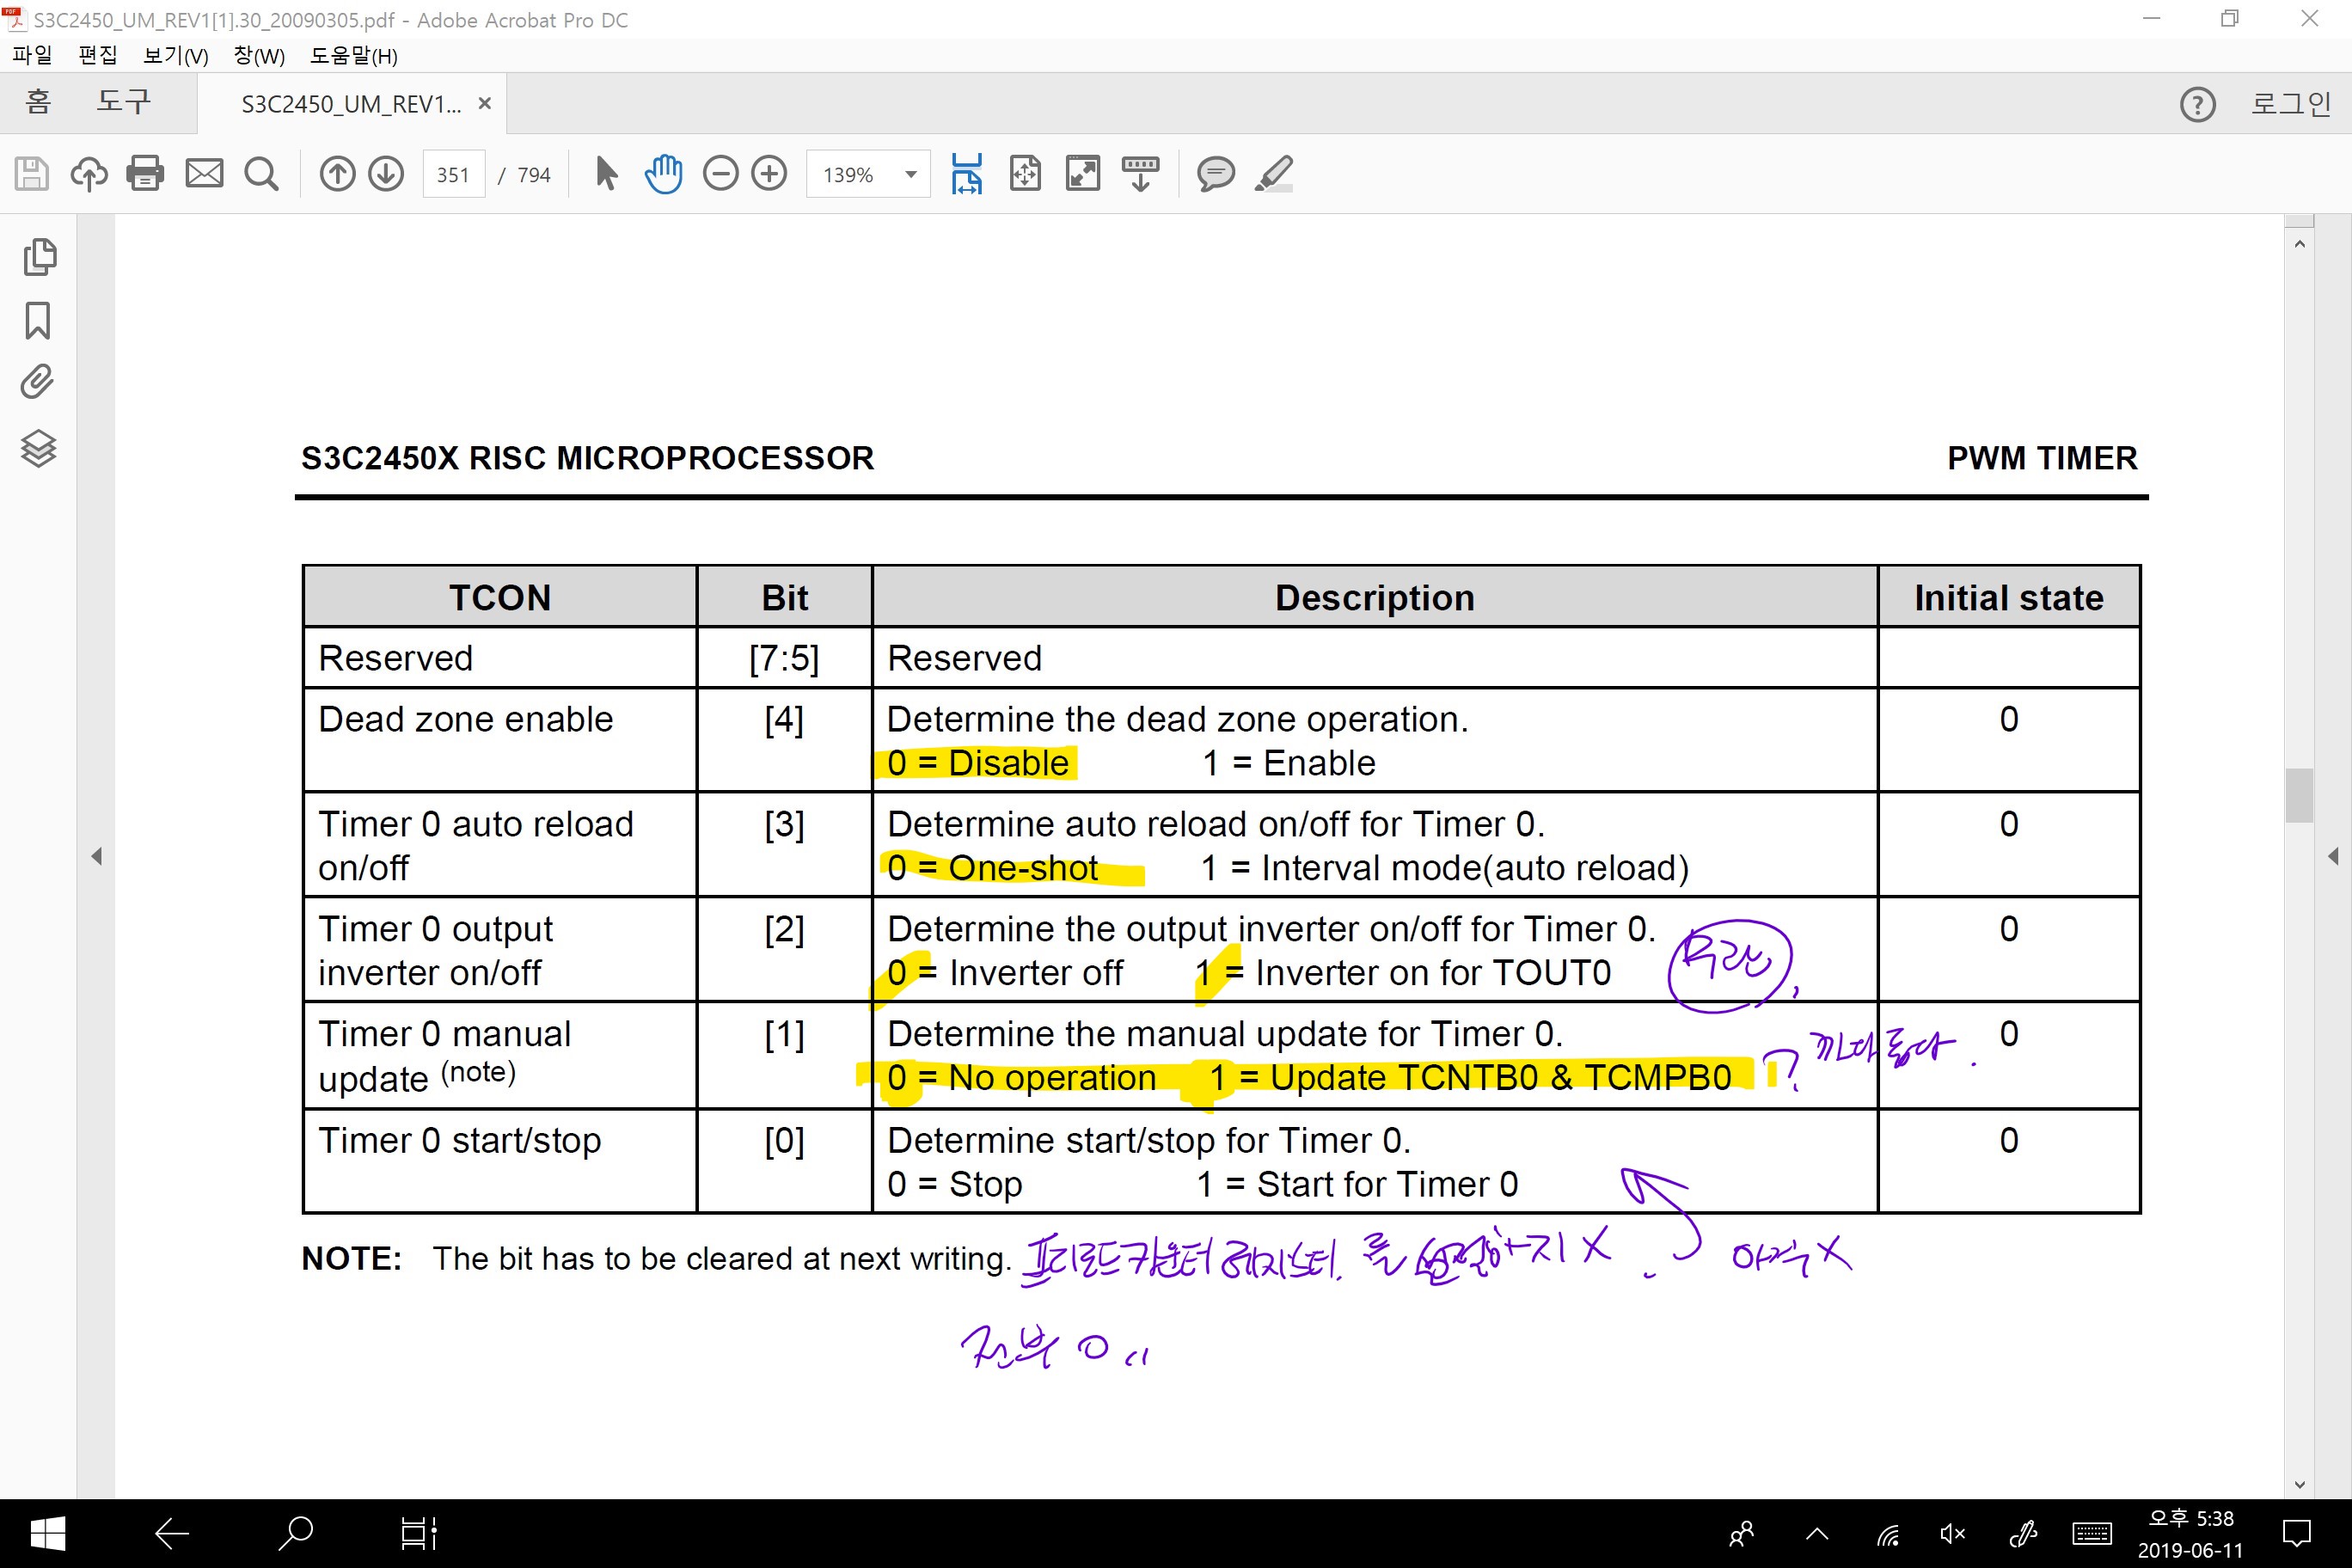 S3C2450_UM_REV1[1].30_20090305.pdf - Adobe Acrobat Pro DC
파일 편집 보기(V) 창(W) 도움말(H)
홈 도구 S3C2450_UM_REV1... × ? 로그인
351 / 794 139%
S3C2450X RISC MICROPROCESSOR PWM TIMER
TCON Bit Description Initial state
Reserved [7:5] Reserved
Dead zone enable [4] Determine the dead zone operation. 0
0 = Disable 1 = Enable
Timer 0 auto reload [3] Determine auto reload on/off for Timer 0. 0
on/off 0 = One-shot 1 = Interval mode(auto reload)
Timer 0 output [2] Determine the output inverter on/off for Timer 0. 0
inverter on/off 0 = Inverter off 1 = Inverter on for TOUT0 무관.
Timer 0 manual [1] Determine the manual update for Timer 0. 0
update (note) 0 = No operation 1 = Update TCNTB0 & TCMPB0 ? 까다롭다.
Timer 0 start/stop [0] Determine start/stop for Timer 0. 0
0 = Stop 1 = Start for Timer 0
NOTE: The bit has to be cleared at next writing. 카운터 레지스터. 를 설정하지 X. 아직 X
전부 0
오후 5:38
2019-06-11